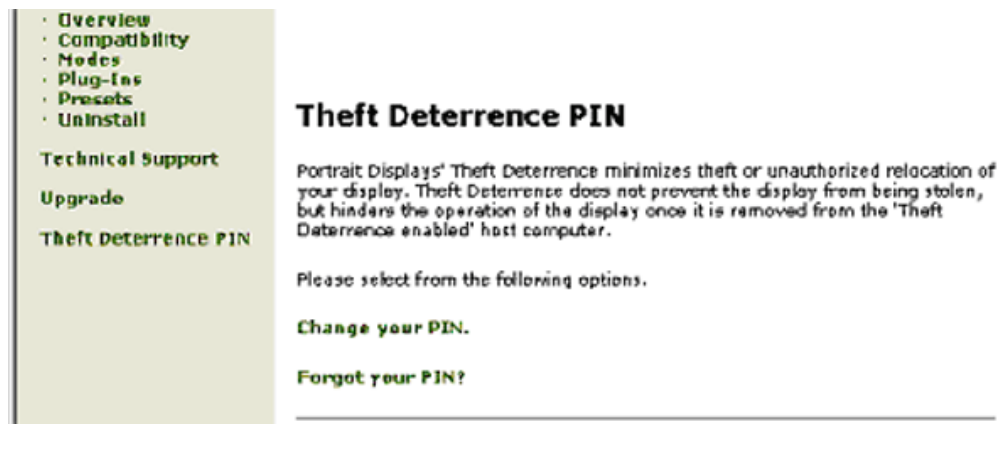 · Overview
· Compatibility
· Modes
· Plug-Ins
· Presets
· Uninstall
Technical Support
Upgrade
Theft Deterrence PIN
Theft Deterrence PIN
Portrait Displays' Theft Deterrence minimizes theft or unauthorized relocation of
your display. Theft Deterrence does not prevent the display from being stolen,
but hinders the operation of the display once it is removed from the 'Theft
Deterrence enabled' host computer.
Please select from the following options.
Change your PIN.
Forgot your PIN?